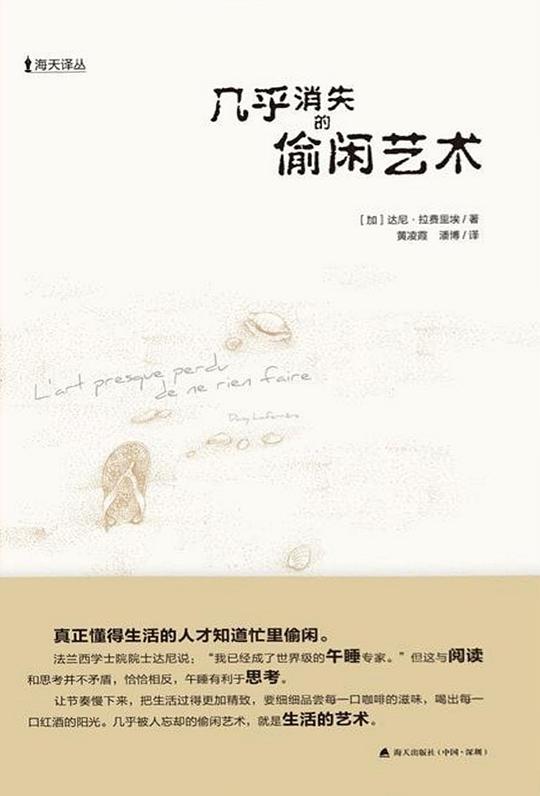 海天译丛
几乎消失
的
偷闲艺术
[加]达尼·拉费里埃/著
黄凌霞 潘博/译
L'art presque perdu
de ne rien faire
Dany Laferrière
真正懂得生活的人才知道忙里偷闲。
法兰西学士院院士达尼说:“我已经成了世界级的午睡专家。”但这与阅读
和思考并不矛盾,恰恰相反,午睡有利于思考。
让节奏慢下来,把生活过得更加精致,要细细品尝每一口咖啡的滋味,喝出每一
口红酒的阳光。几乎被人忘却的偷闲艺术,就是生活的艺术。
海天出版社(中国·深圳)